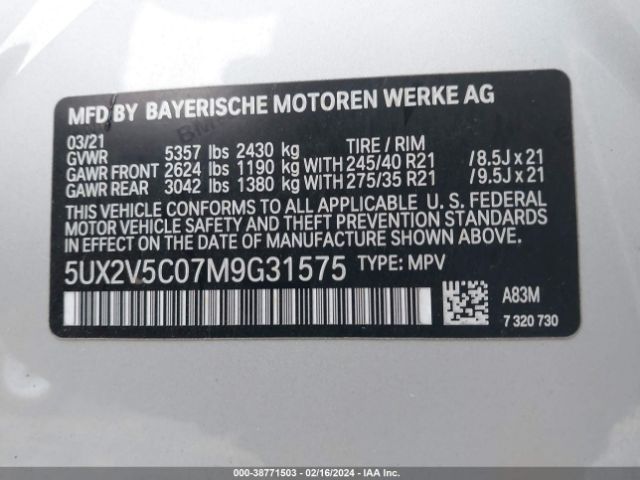 MFD BY BAYERISCHE MOTOREN WERKE AG
03/21
GVWR 5357 lbs 2430 kg TIRE / RIM
GAWR FRONT 2624 lbs 1190 kg WITH 245/40 R21 /8.5J x 21
GAWR REAR 3042 lbs 1380 kg WITH 275/35 R21 /9.5J x 21
THIS VEHICLE CONFORMS TO ALL APPLICABLE U. S. FEDERAL
MOTOR VEHICLE SAFETY AND THEFT PREVENTION STANDARDS
IN EFFECT ON THE DATE OF MANUFACTURE SHOWN ABOVE.
5UX2V5C07M9G31575 TYPE: MPV
A83M
7 320 730
000-38771503 - 02/16/2024 - IAA, Inc.